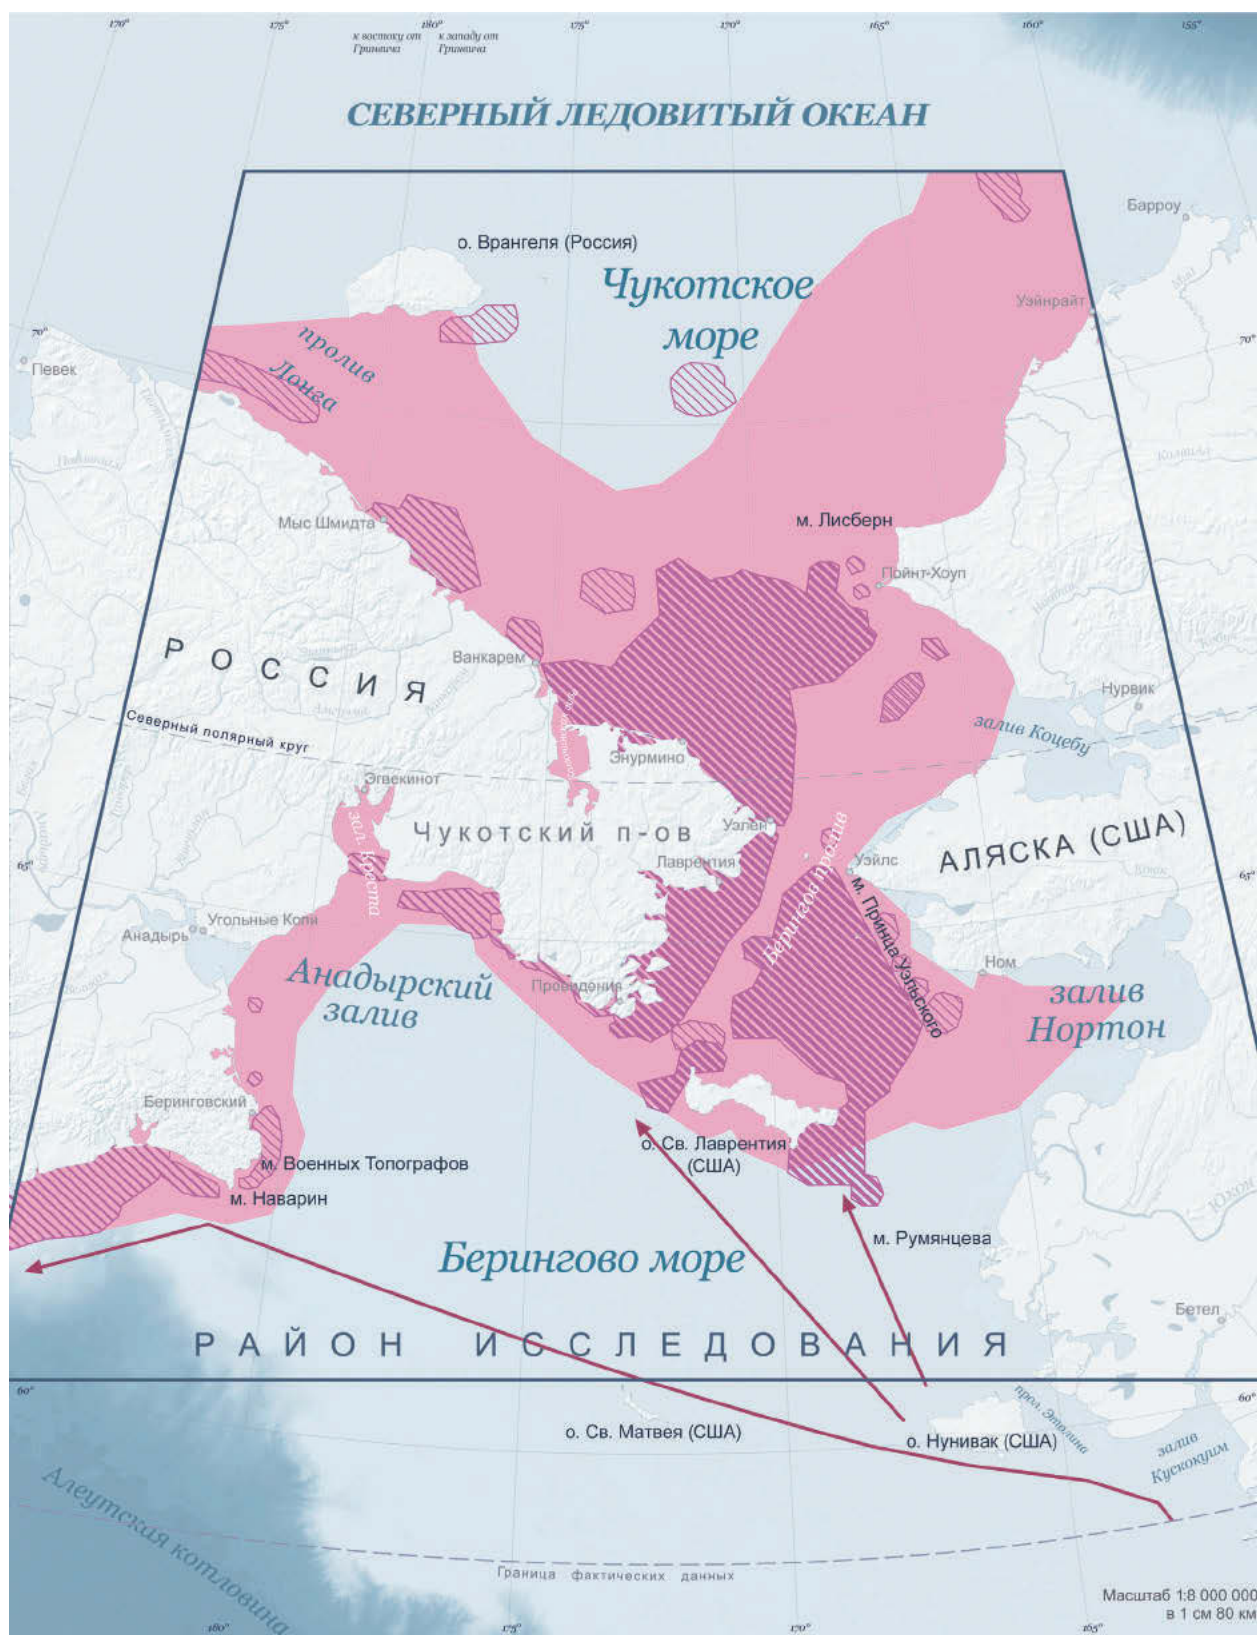 170°
175°
180°
175°
170°
165°
160°
155°
к востоку от
Гринвича
к западу от
Гринвича
СЕВЕРНЫЙ ЛЕДОВИТЫЙ ОКЕАН
Барроу
о. Врангеля (Россия)
Чукотское
море
Уэйнрайт
70°
пролив
Лонга
70°
Певек
Колвилл
м. Лисберн
Мыс Шмидта
Пойнт-Хоуп
РОССИЯ
Ванкарем
Нурвик
Северный полярный круг
залив Коцебу
Энурмино
Эгвекинот
Чукотский п-ов
Уэлен
АЛЯСКА (США)
65°
зал. Креста
Лаврентия
Берингов пролив
Уэйлс
65°
м. Принца Уэльского
Угольные Копи
Анадырь
Ном
Анадырский
залив
Провидения
залив
Нортон
Беринговский
о. Св. Лаврентия
(США)
м. Военных Топографов
м. Наварин
Юкон
м. Румянцева
Берингово море
Бетел
РАЙОН ИССЛЕДОВАНИЯ
60°
60°
прол. Этолина
о. Св. Матвея (США)
о. Нунивак (США)
залив
Кускокуим
Алеутская котловина
Граница фактических данных
Масштаб 1:8 000 000
в 1 см 80 км
180°
175°
170°
165°